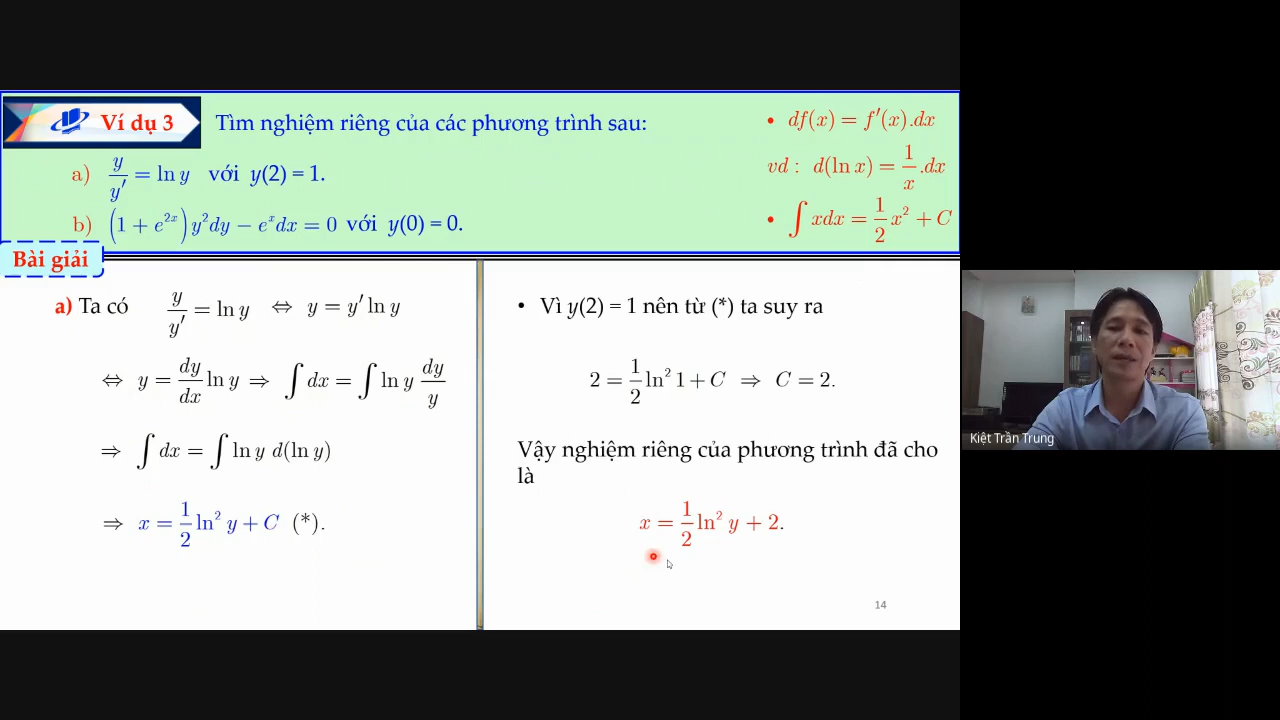 Ví dụ 3
Tìm nghiệm riêng của các phương trình sau:
a) y/y′ = ln y với y(2) = 1.
b) (1 + e^{2x}) y²dy − e^x dx = 0 với y(0) = 0.
• df(x) = f′(x).dx
vd : d(ln x) = 1/x .dx
• ∫ xdx = 1/2 x² + C
Bài giải
a) Ta có y/y′ = ln y ⇔ y = y′ ln y
⇔ y = dy/dx ln y ⇒ ∫ dx = ∫ ln y dy/y
⇒ ∫ dx = ∫ ln y d(ln y)
⇒ x = 1/2 ln² y + C (*).
• Vì y(2) = 1 nên từ (*) ta suy ra
2 = 1/2 ln² 1 + C ⇒ C = 2.
Vậy nghiệm riêng của phương trình đã cho
là
x = 1/2 ln² y + 2.
14
Kiệt Trần Trung